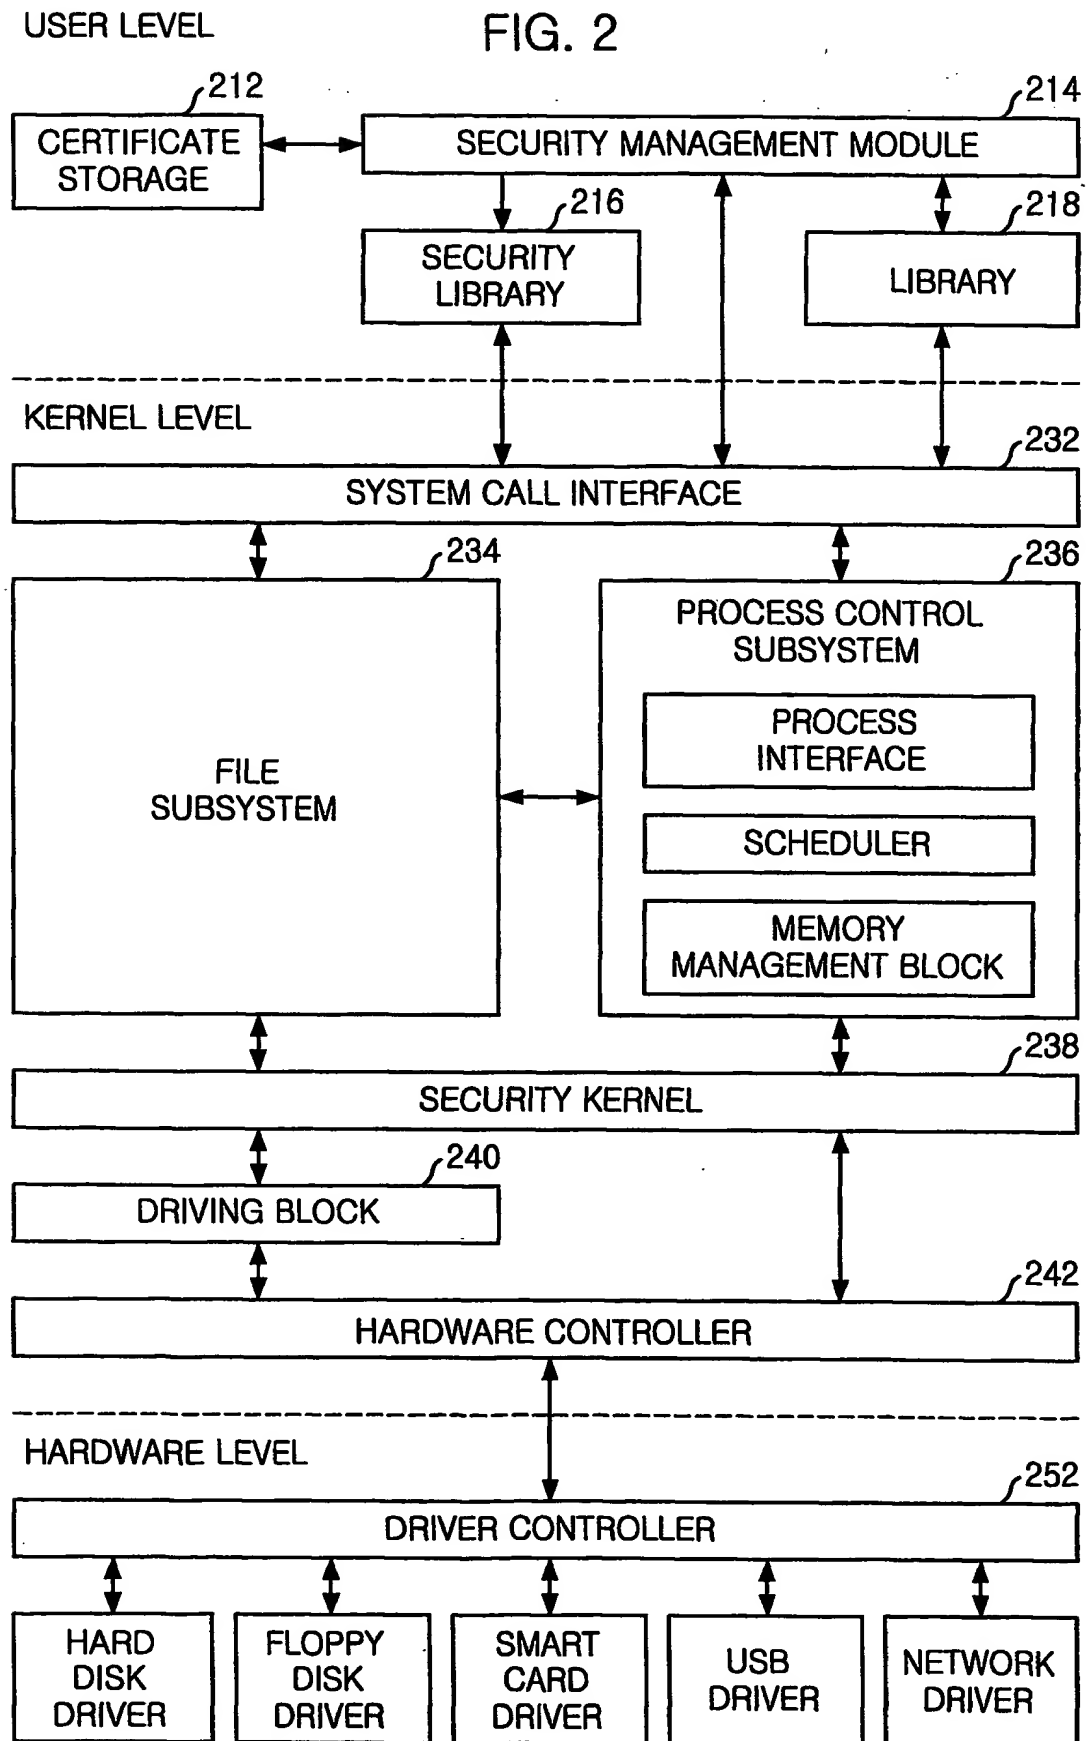 USER LEVEL
FIG. 2
212
214
CERTIFICATE
STORAGE
SECURITY MANAGEMENT MODULE
216
218
SECURITY
LIBRARY
LIBRARY
KERNEL LEVEL
232
SYSTEM CALL INTERFACE
234
236
PROCESS CONTROL
SUBSYSTEM
PROCESS
INTERFACE
FILE
SUBSYSTEM
SCHEDULER
MEMORY
MANAGEMENT BLOCK
238
SECURITY KERNEL
240
DRIVING BLOCK
242
HARDWARE CONTROLLER
HARDWARE LEVEL
252
DRIVER CONTROLLER
HARD
DISK
DRIVER
FLOPPY
DISK
DRIVER
SMART
CARD
DRIVER
USB
DRIVER
NETWORK
DRIVER